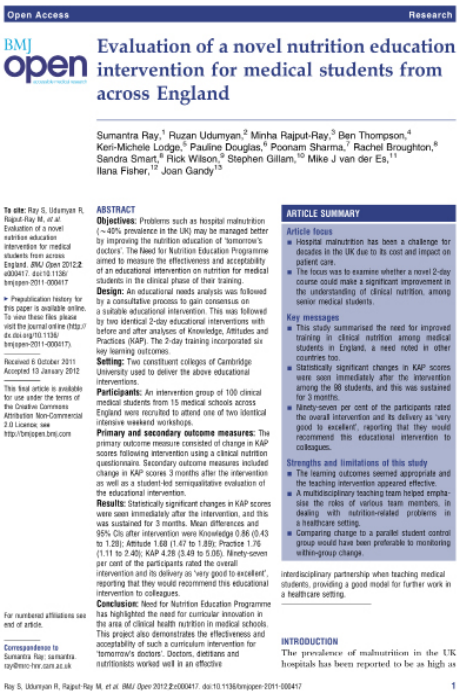 Open Access
Research
BMJ
open
Evaluation of a novel nutrition education
intervention for medical students from
across England
Sumantra Ray,1 Ruzan Udumyan,2 Minha Rajput-Ray,3 Ben Thompson,4
Keri-Michele Lodge,5 Pauline Douglas,6 Poonam Sharma,7 Rachel Broughton,8
Sandra Smart,8 Rick Wilson,9 Stephen Gillam,10 Mike J van der Es,11
Ilana Fisher,12 Joan Gandy13
To cite: Ray S, Udumyan R,
Rajput-Ray M, et al.
Evaluation of a novel
nutrition education
intervention for medical
students from across
England. BMJ Open 2012;2:
e000417. doi:10.1136/
bmjopen-2011-000417
▸ Prepublication history for
this paper is available online.
To view these files please
visit the journal online (http://
dx.doi.org/10.1136/
bmjopen-2011-000417).
Received 6 October 2011
Accepted 13 January 2012
This final article is available
for use under the terms of
the Creative Commons
Attribution Non-Commercial
2.0 Licence; see
http://bmjopen.bmj.com
For numbered affiliations see
end of article.
Correspondence to
Sumantra Ray; sumantra.
ray@mrc-hnr.cam.ac.uk
ABSTRACT
Objectives: Problems such as hospital malnutrition
(~40% prevalence in the UK) may be managed better
by improving the nutrition education of 'tomorrow's
doctors'. The Need for Nutrition Education Programme
aimed to measure the effectiveness and acceptability
of an educational intervention on nutrition for medical
students in the clinical phase of their training.
Design: An educational needs analysis was followed
by a consultative process to gain consensus on
a suitable educational intervention. This was followed
by two identical 2-day educational interventions with
before and after analyses of Knowledge, Attitudes and
Practices (KAP). The 2-day training incorporated six
key learning outcomes.
Setting: Two constituent colleges of Cambridge
University used to deliver the above educational
interventions.
Participants: An intervention group of 100 clinical
medical students from 15 medical schools across
England were recruited to attend one of two identical
intensive weekend workshops.
Primary and secondary outcome measures: The
primary outcome measure consisted of change in KAP
scores following intervention using a clinical nutrition
questionnaire. Secondary outcome measures included
change in KAP scores 3 months after the intervention
as well as a student-led semiqualitative evaluation of
the educational intervention.
Results: Statistically significant changes in KAP scores
were seen immediately after the intervention, and this
was sustained for 3 months. Mean differences and
95% CIs after intervention were Knowledge 0.86 (0.43
to 1.28); Attitude 1.68 (1.47 to 1.89); Practice 1.76
(1.11 to 2.40); KAP 4.28 (3.49 to 5.06). Ninety-seven
per cent of the participants rated the overall
intervention and its delivery as 'very good to excellent',
reporting that they would recommend this educational
intervention to colleagues.
Conclusion: Need for Nutrition Education Programme
has highlighted the need for curricular innovation in
the area of clinical health nutrition in medical schools.
This project also demonstrates the effectiveness and
acceptability of such a curriculum intervention for
'tomorrow's doctors'. Doctors, dietitians and
nutritionists worked well in an effective
ARTICLE SUMMARY
Article focus
■ Hospital malnutrition has been a challenge for
decades in the UK due to its cost and impact on
patient care.
■ The focus was to examine whether a novel 2-day
course could make a significant improvement in
the understanding of clinical nutrition, among
senior medical students.
Key messages
■ This study summarised the need for improved
training in clinical nutrition among medical
students in England, a need noted in other
countries too.
■ Statistically significant changes in KAP scores
were seen immediately after the intervention
among the 98 students, and this was sustained
for 3 months.
■ Ninety-seven per cent of the participants rated
the overall intervention and its delivery as 'very
good to excellent', reporting that they would
recommend this educational intervention to
colleagues.
Strengths and limitations of this study
■ The learning outcomes seemed appropriate and
the teaching intervention appeared effective.
■ A multidisciplinary teaching team helped empha-
sise the roles of various team members, in
dealing with nutrition-related problems in
a healthcare setting.
■ Comparing change to a parallel student control
group would have been preferable to monitoring
within-group change.
interdisciplinary partnership when teaching medical
students, providing a good model for further work in
a healthcare setting.
INTRODUCTION
The prevalence of malnutrition in the UK
hospitals has been reported to be as high as
Ray S, Udumyan R, Rajput-Ray M, et al. BMJ Open 2012;2:e000417. doi:10.1136/bmjopen-2011-000417
1